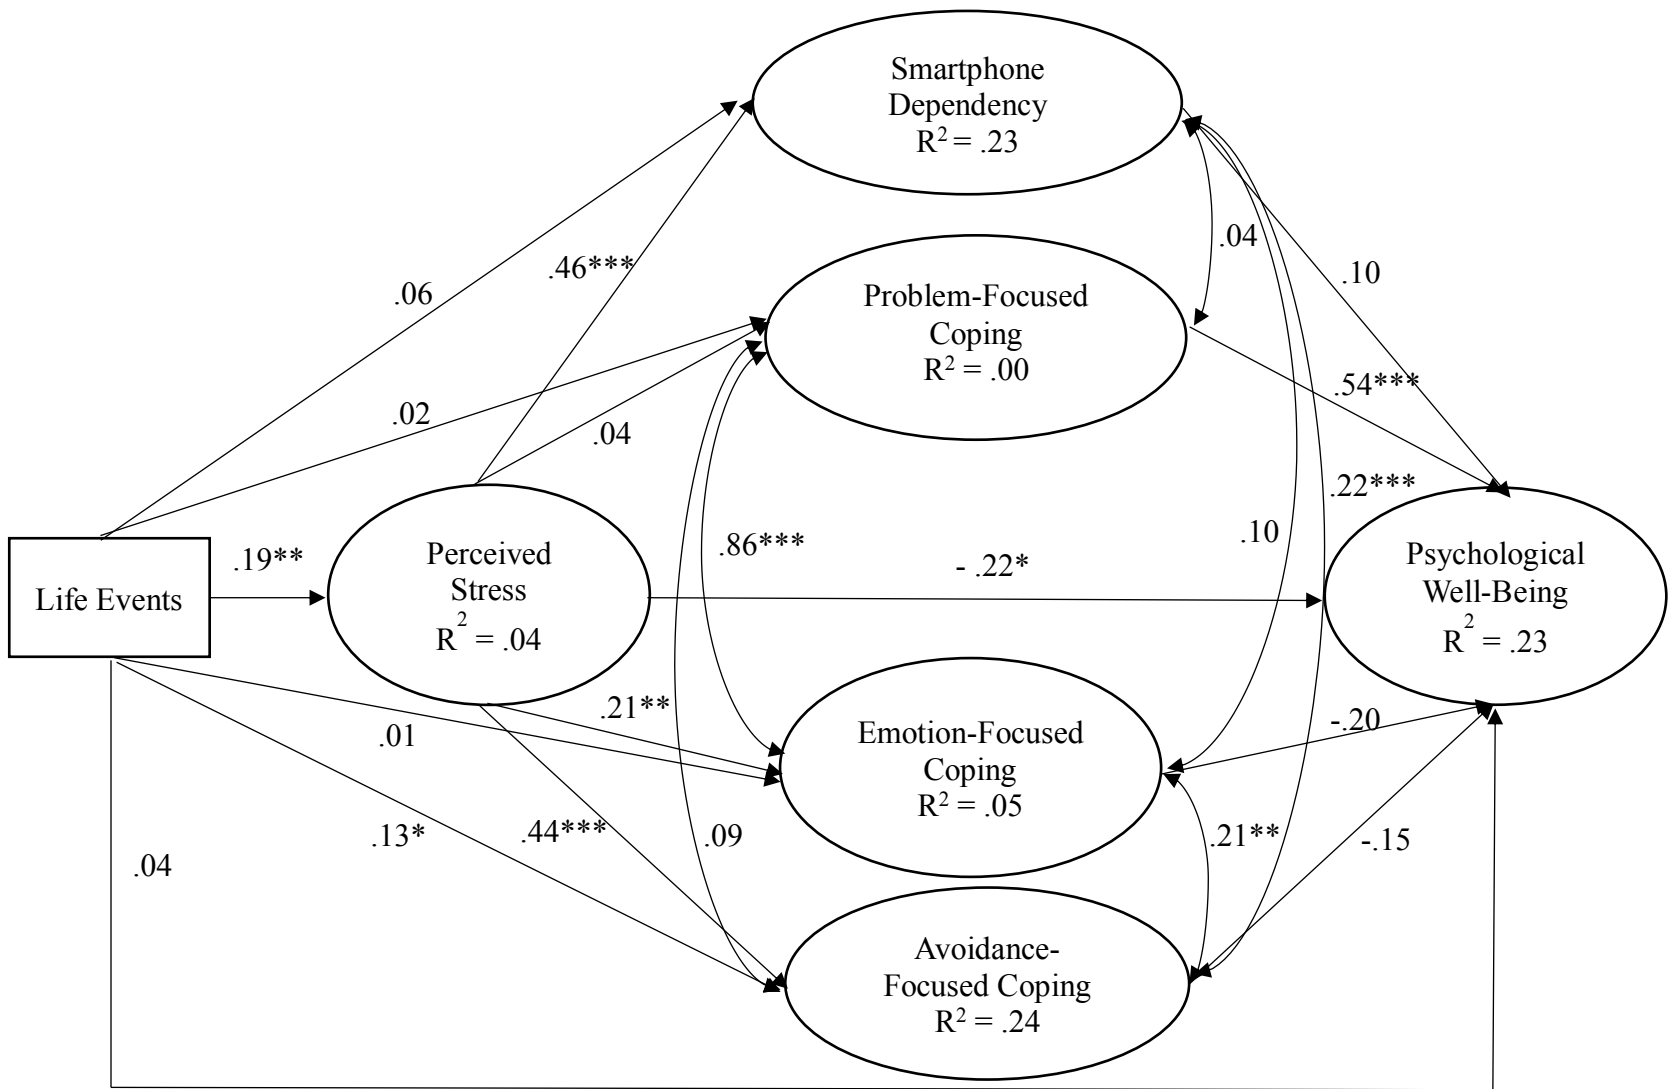 Smartphone
Dependency
R² = .23
.04
.10
.06
.46***
Problem-Focused
Coping
R² = .00
.54***
.02
.04
.22***
.10
.86***
- .22*
.19**
Life Events
Perceived
Stress
R² = .04
Psychological
Well-Being
R² = .23
.21**
.01
Emotion-Focused
Coping
R² = .05
-.20
.13*
.44***
.09
.21**
-.15
.04
Avoidance-
Focused Coping
R² = .24